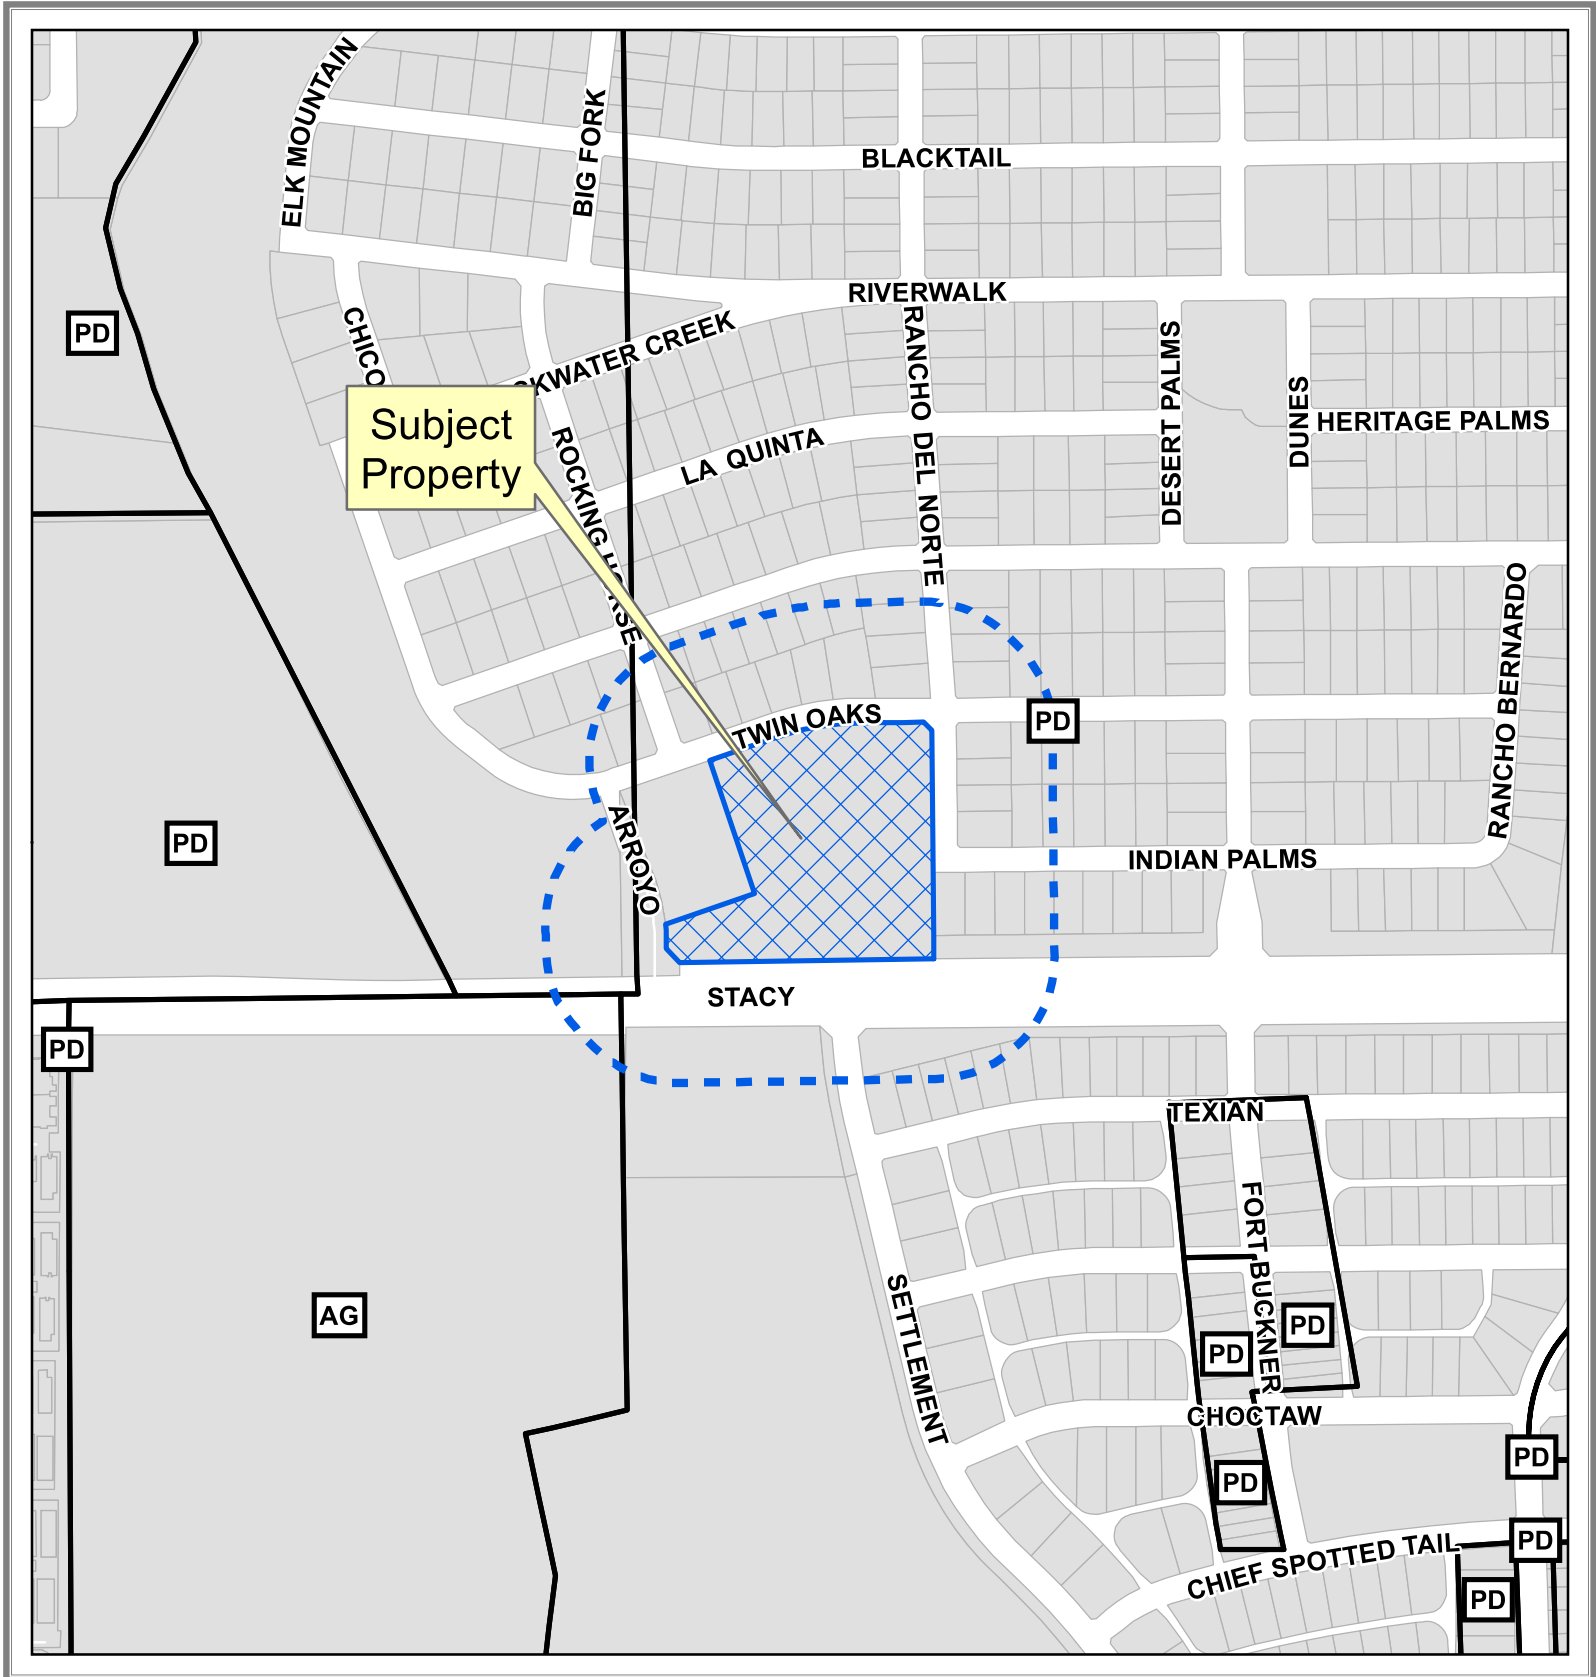 ELK MOUNTAIN
BIG FORK
BLACKTAIL
RIVERWALK
PD
CHICO
CKWATER CREEK
RANCHO DEL NORTE
DESERT PALMS
DUNES
HERITAGE PALMS
Subject
Property
LA QUINTA
ROCKING HORSE
RANCHO BERNARDO
TWIN OAKS
PD
PD
ARROYO
INDIAN PALMS
STACY
PD
TEXIAN
FORT BUCKNER
SETTLEMENT
AG
PD
PD
CHOCTAW
PD
PD
PD
CHIEF SPOTTED TAIL
PD